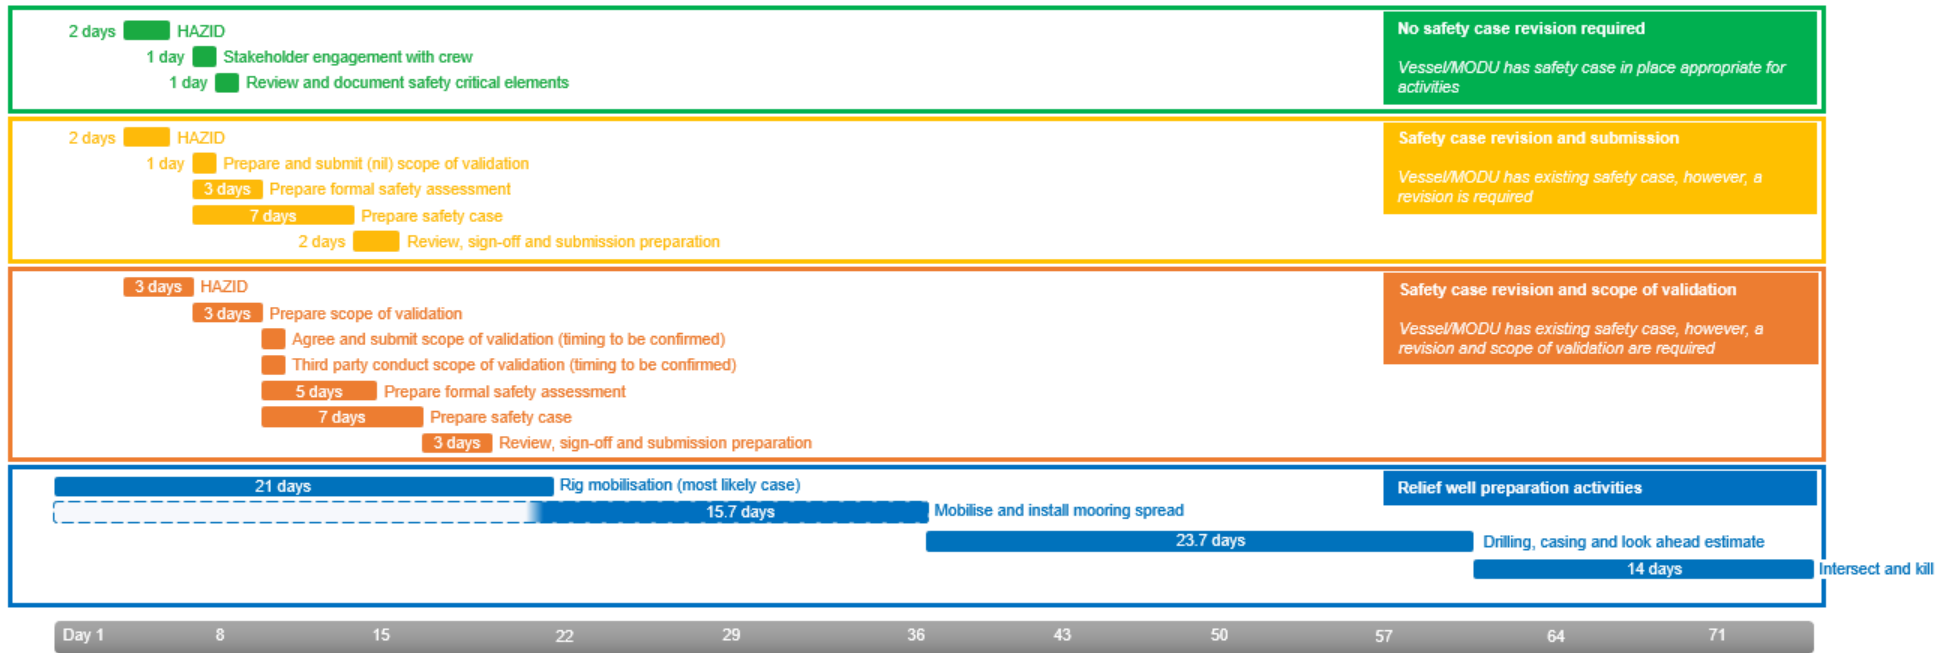 2 days HAZID
1 day Stakeholder engagement with crew
1 day Review and document safety critical elements
No safety case revision required
Vessel/MODU has safety case in place appropriate for
activities
2 days HAZID
1 day Prepare and submit (nil) scope of validation
3 days Prepare formal safety assessment
7 days Prepare safety case
2 days Review, sign-off and submission preparation
Safety case revision and submission
Vessel/MODU has existing safety case, however, a
revision is required
3 days HAZID
3 days Prepare scope of validation
Agree and submit scope of validation (timing to be confirmed)
Third party conduct scope of validation (timing to be confirmed)
5 days Prepare formal safety assessment
7 days Prepare safety case
3 days Review, sign-off and submission preparation
Safety case revision and scope of validation
Vessel/MODU has existing safety case, however, a
revision and scope of validation are required
21 days Rig mobilisation (most likely case)
15.7 days Mobilise and install mooring spread
23.7 days Drilling, casing and look ahead estimate
14 days Intersect and kill
Relief well preparation activities
Day 1 8 15 22 29 36 43 50 57 64 71